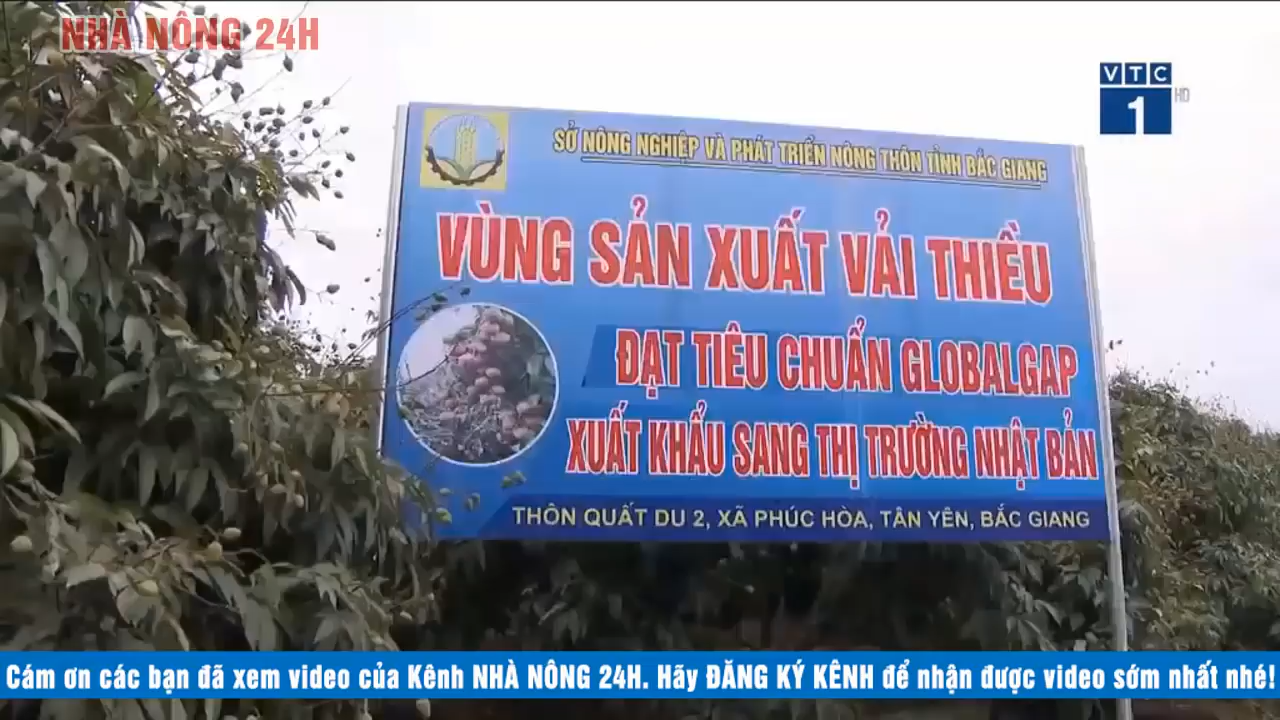 NHÀ NÔNG 24H
VTC
1
HD
SỞ NÔNG NGHIỆP VÀ PHÁT TRIỂN NÔNG THÔN TỈNH BẮC GIANG
VÙNG SẢN XUẤT VẢI THIỀU
ĐẠT TIÊU CHUẨN GLOBALGAP
XUẤT KHẨU SANG THỊ TRƯỜNG NHẬT BẢN
THÔN QUẤT DU 2, XÃ PHÚC HÒA, TÂN YÊN, BẮC GIANG
Cám ơn các bạn đã xem video của Kênh NHÀ NÔNG 24H. Hãy ĐĂNG KÝ KÊNH để nhận được video sớm nhất nhé!